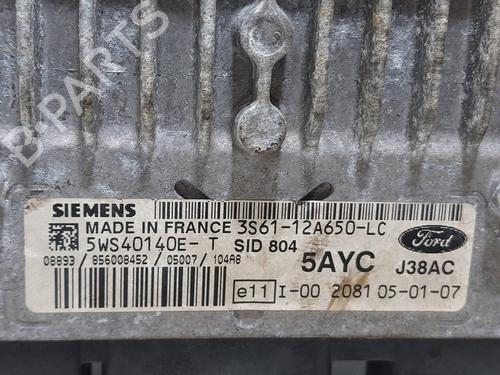 B-PARTS
SIEMENS
MADE IN FRANCE 3S61-12A650-LC
5WS40140E- T SID 804
Ford
08893 / 856008452 / 05007 / 104A8
5AYC J38AC
e11 I-00 2081 05-01-07